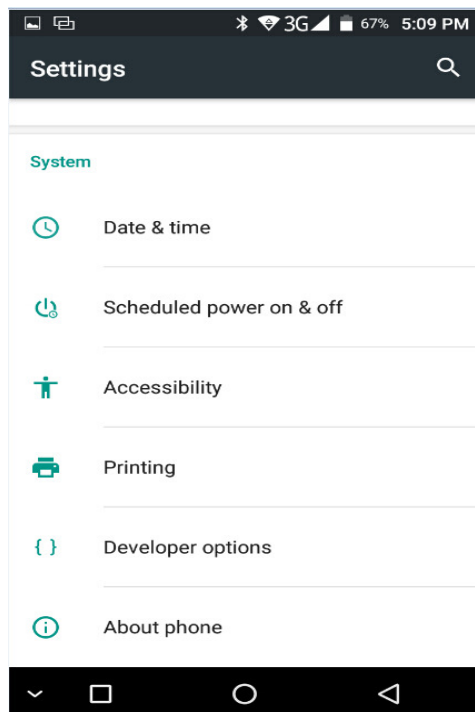 3G 67% 5:09 PM
Settings
System
Date & time
Scheduled power on & off
Accessibility
Printing
{ } Developer options
About phone